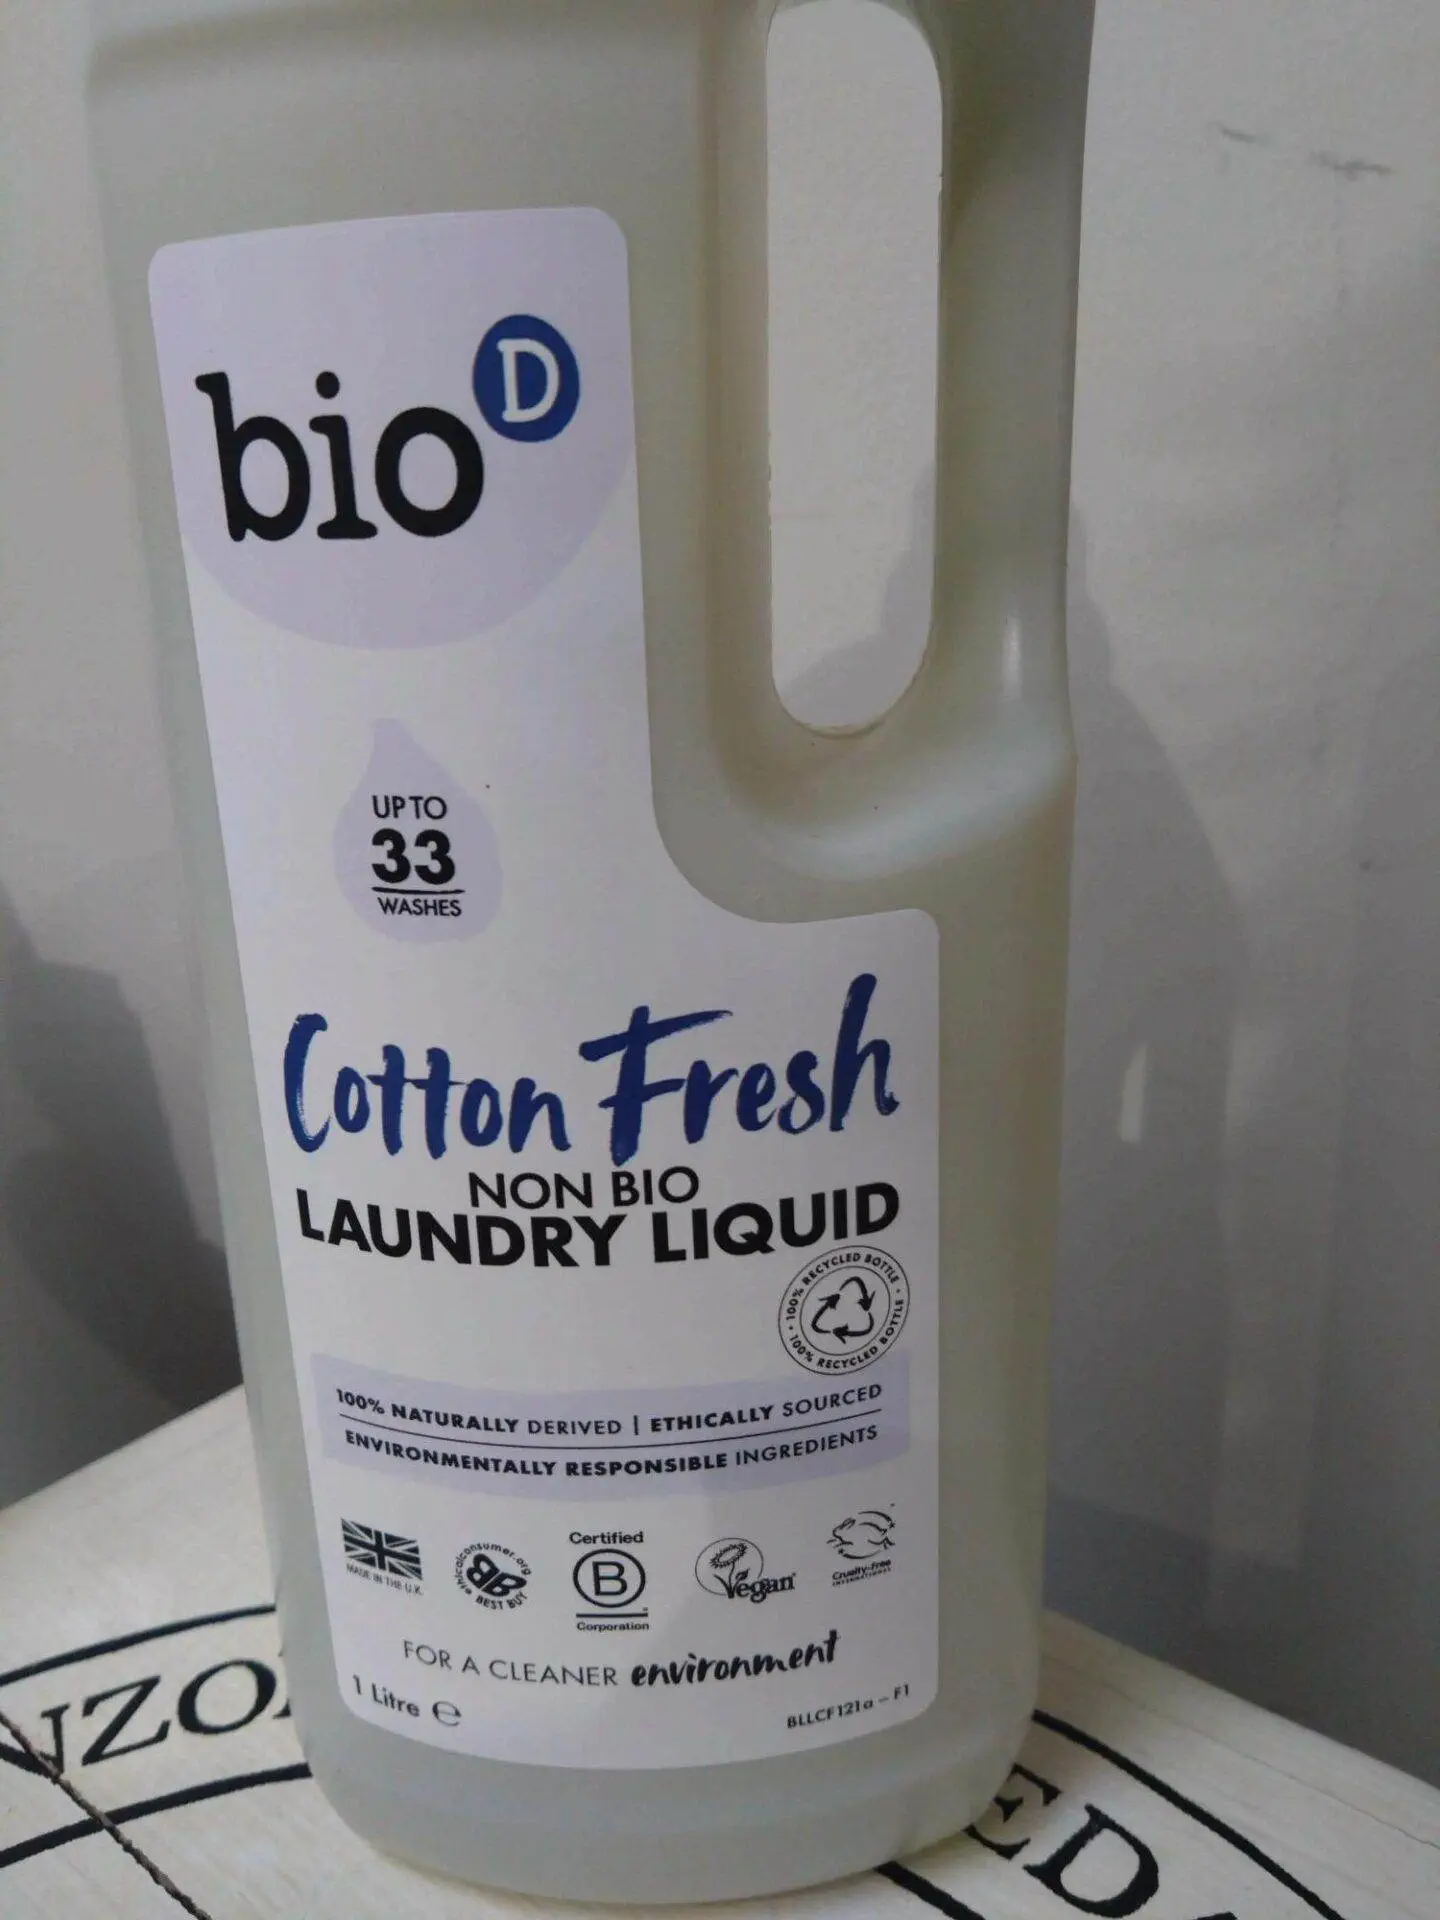 bio D
UP TO
33
WASHES
Cotton Fresh
NON BIO
LAUNDRY LIQUID
100% RECYCLED BOTTLE • 100% RECYCLED BOTTLE •
100% NATURALLY DERIVED | ETHICALLY SOURCED
ENVIRONMENTALLY RESPONSIBLE INGREDIENTS
MADE IN THE U.K.
ethicalconsumer.org
BEST BUY
Certified
B
Corporation
Vegan
Cruelty-Free
INTERNATIONAL
FOR A CLEANER environment
1 Litre ℮
BLLCF121a – F1